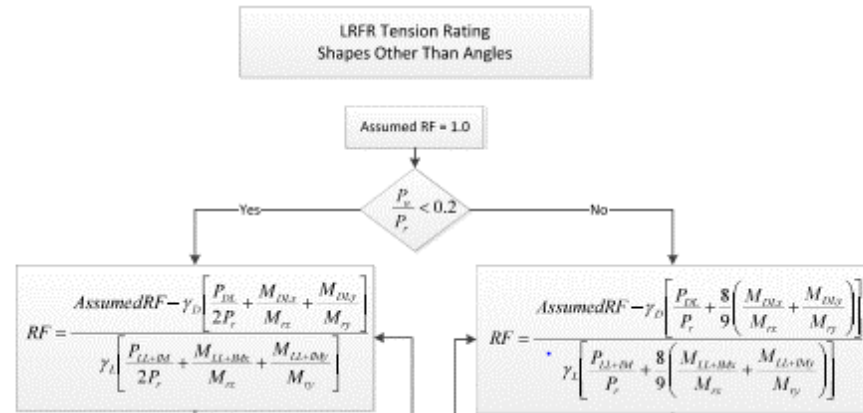 LRFR Tension Rating
Shapes Other Than Angles
Assumed RF = 1.0
P_u / P_r < 0.2
Yes
No
RF = (AssumedRF − γ_D[P_DL/2P_r + M_DLx/M_rx + M_DLy/M_ry]) / (γ_L[P_LL+IM/2P_r + M_LL+IMx/M_rx + M_LL+IMy/M_ry])
RF = (AssumedRF − γ_D[P_DL/P_r + 8/9(M_DLx/M_rx + M_DLy/M_ry)]) / (γ_L[P_LL+IM/P_r + 8/9(M_LL+IMx/M_rx + M_LL+IMy/M_ry)])